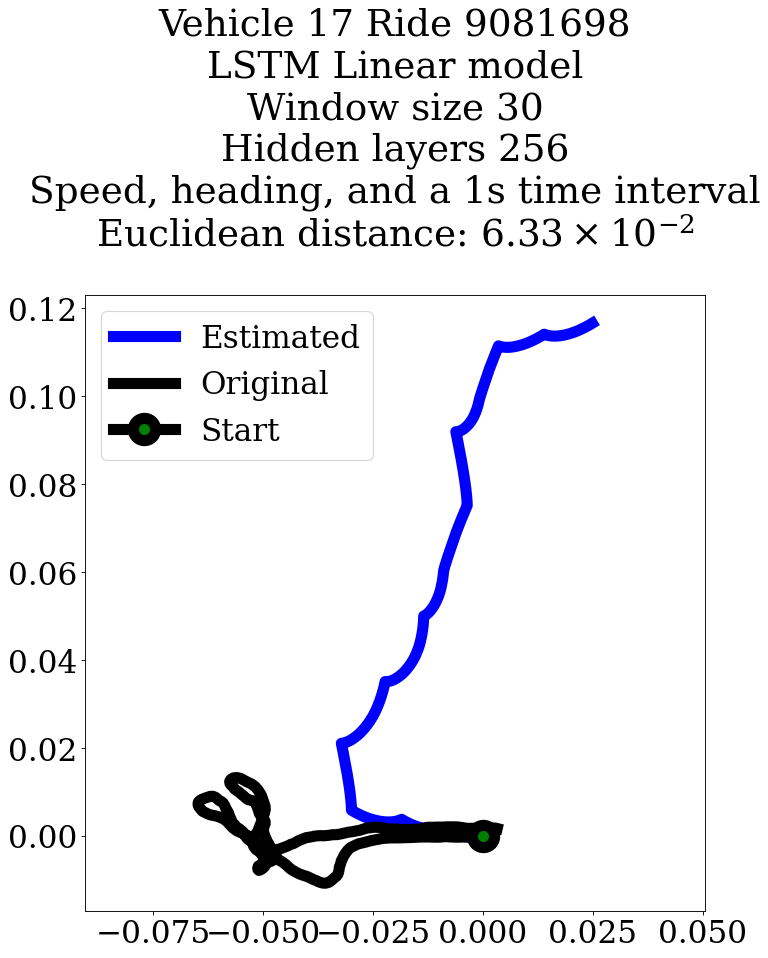 Vehicle 17 Ride 9081698
LSTM Linear model
Window size 30
Hidden layers 256
Speed, heading, and a 1s time interval
Euclidean distance: 6.33 × 10⁻²
Estimated
Original
Start
0.12
0.10
0.08
0.06
0.04
0.02
0.00
−0.075 −0.050 −0.025 0.000 0.025 0.050